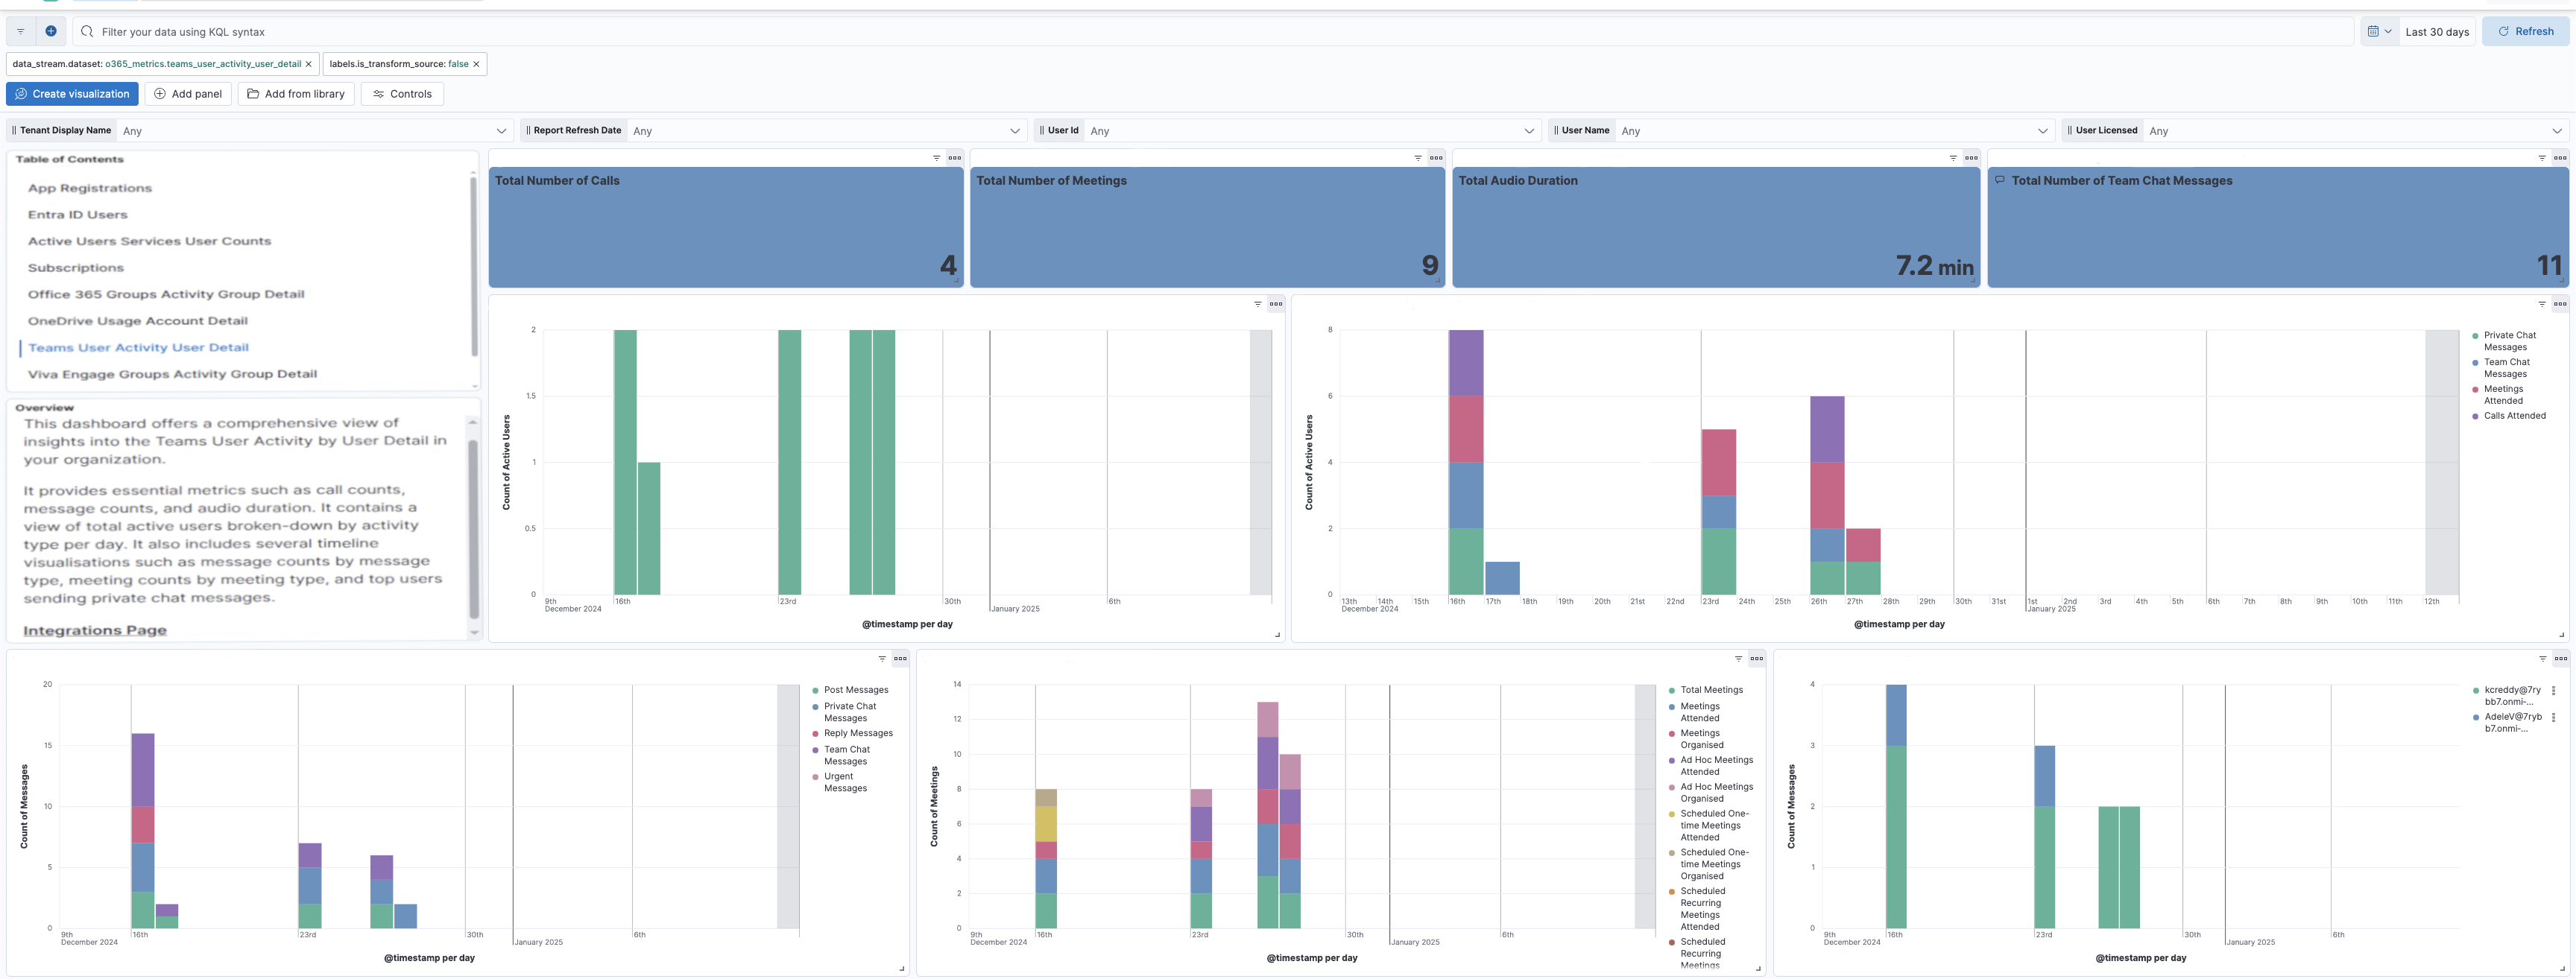 Filter your data using KQL syntax
Last 30 days
Refresh
data_stream.dataset: o365_metrics.teams_user_activity_user_detail ×
labels.is_transform_source: false ×
Create visualization
Add panel
Add from library
Controls
Tenant Display Name Any
Report Refresh Date Any
User Id Any
User Name Any
User Licensed Any
Table of Contents
App Registrations
Entra ID Users
Active Users Services User Counts
Subscriptions
Office 365 Groups Activity Group Detail
OneDrive Usage Account Detail
Teams User Activity User Detail
Viva Engage Groups Activity Group Detail
Overview
This dashboard offers a comprehensive view of
insights into the Teams User Activity by User Detail in
your organization.
It provides essential metrics such as call counts,
message counts, and audio duration. It contains a
view of total active users broken-down by activity
type per day. It also includes several timeline
visualisations such as message counts by message
type, meeting counts by meeting type, and top users
sending private chat messages.
Integrations Page
Total Number of Calls
4
Total Number of Meetings
9
Total Audio Duration
7.2 min
Total Number of Team Chat Messages
11
Count of Active Users
2
1.5
1
0.5
0
9th 16th 23rd 30th 6th
December 2024 January 2025
@timestamp per day
Count of Active Users
8
6
4
2
0
13th 14th 15th 16th 17th 18th 19th 20th 21st 22nd 23rd 24th 25th 26th 27th 28th 29th 30th 31st 1st 2nd 3rd 4th 5th 6th 7th 8th 9th 10th 11th 12th
December 2024 January 2025
@timestamp per day
Private Chat
Messages
Team Chat
Messages
Meetings
Attended
Calls Attended
Count of Messages
20
15
10
5
0
9th 16th 23rd 30th 6th
December 2024 January 2025
@timestamp per day
Post Messages
Private Chat
Messages
Reply Messages
Team Chat
Messages
Urgent
Messages
Count of Meetings
14
12
10
8
6
4
2
0
9th 16th 23rd 30th 6th
December 2024 January 2025
@timestamp per day
Total Meetings
Meetings
Attended
Meetings
Organised
Ad Hoc Meetings
Attended
Ad Hoc Meetings
Organised
Scheduled One-
time Meetings
Attended
Scheduled One-
time Meetings
Organised
Scheduled
Recurring
Meetings
Attended
Scheduled
Recurring
Meetings
Count of Messages
4
3
2
1
0
9th 16th 23rd 30th 6th
December 2024 January 2025
@timestamp per day
kcreddy@7ry
bb7.onmi-...
AdeleV@7ryb
b7.onmi-...